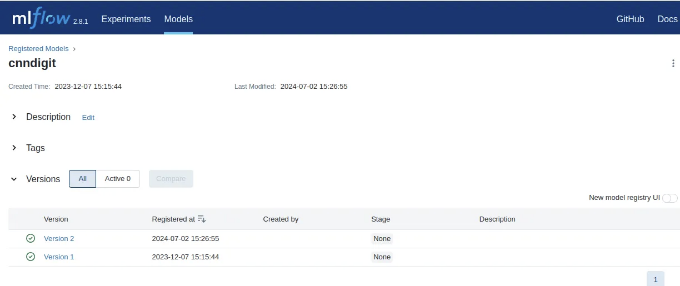 mlflow 2.8.1 Experiments Models GitHub Docs
Registered Models ›
cnndigit
Created Time: 2023-12-07 15:15:44 Last Modified: 2024-07-02 15:26:55
Description Edit
Tags
Versions All Active 0 Compare
New model registry UI
Version Registered at Created by Stage Description
Version 2 2024-07-02 15:26:55 None
Version 1 2023-12-07 15:15:44 None
1